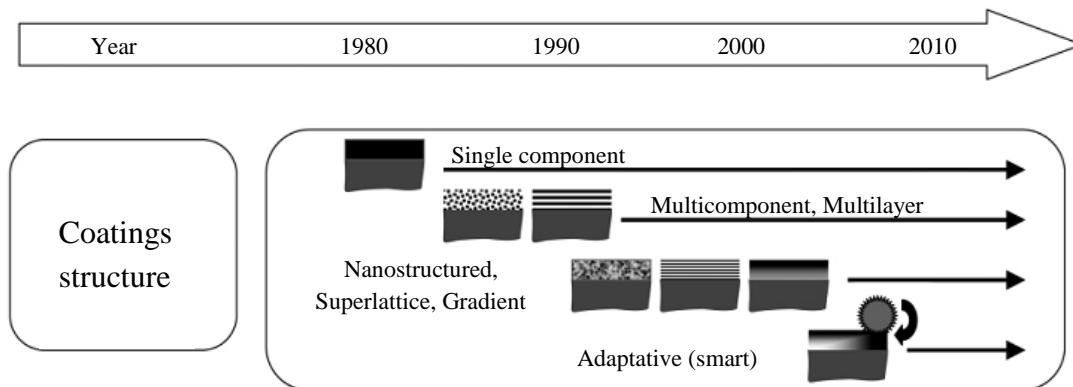 Year 1980 1990 2000 2010
Single component
Multicomponent, Multilayer
Coatings
structure
Nanostructured,
Superlattice, Gradient
Adaptative (smart)